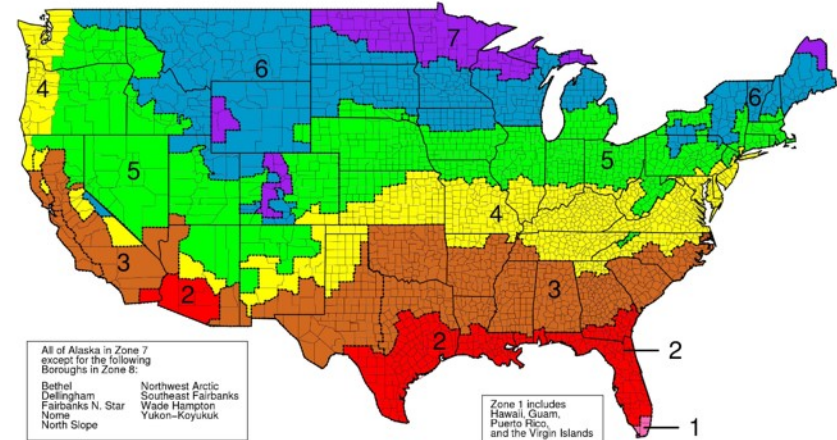 7
6
4
6
5
5
4
3
3
2
2
2
1
All of Alaska in Zone 7
except for the following
Boroughs in Zone 8:
Bethel Northwest Arctic
Dellingham Southeast Fairbanks
Fairbanks N. Star Wade Hampton
Nome Yukon-Koyukuk
North Slope
Zone 1 includes
Hawaii, Guam,
Puerto Rico,
and the Virgin Islands